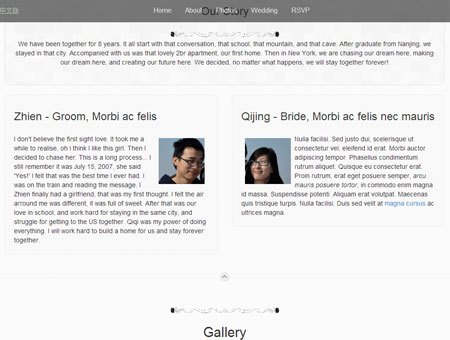 中文版
Home About Photos Wedding RSVP
Our Story
We have been together for 8 years. It all start with that conversation, that school, that mountain, and that cave. After graduate from Nanjing, we
stayed in that city. Accompanied with us was that lovely 2br apartment, our first home. Then in New York city, we are chasing our dream here, making
our dream here, and creating our future here. We decided, no matter what happens, we will stay together forever!
Zhien - Groom, Morbi ac felis
I don't believe the first sight love. It took me a
while to realise, oh I think I like this girl. Then I
decided to chase her. This is a long process... I
still remember it was July 15, 2007, she said
"Yes!" I felt that was the best time I ever had. I
was on the train and reading the message. I
Zhien finally had a girlfriend, that was my first thought. I felt the air
arround me was different, it was full of sweet. After that was our
love in school, and work hard for staying in the same city, and
struggle for getting to the US together. Qiqi was my power of doing
everything. I will work hard to build a home for us and stay forever
together.
Qijing - Bride, Morbi ac felis nec mauris
Nulla facilisi. Sed justo dui, scelerisque ut
consectetur vel, eleifend id erat. Morbi auctor
adipiscing tempor. Phasellus condimentum
rutrum aliquet. Quisque eu consectetur erat.
Proin rutrum, erat eget posuere semper, arcu
mauris posuere tortor, in commodo enim magna
id massa. Suspendisse potenti. Aliquam erat volutpat. Maecenas
quis tristique turpis. Nulla facilisi. Duis sed velit at magna cursus ac
ultrices magna.
Gallery